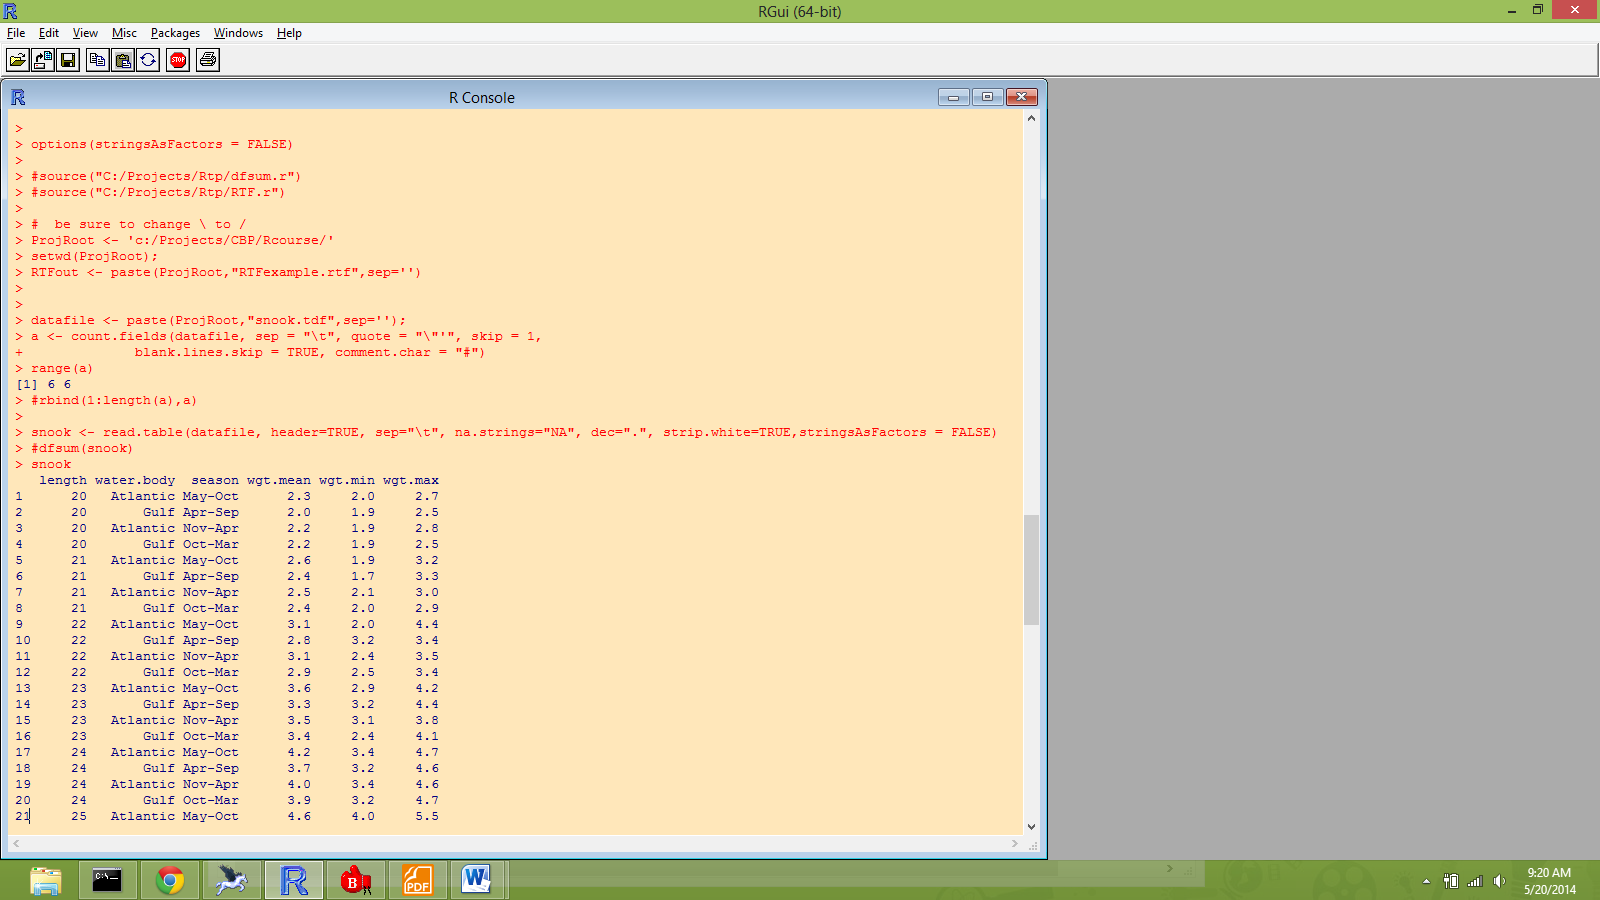 RGui (64-bit)
File Edit View Misc Packages Windows Help
STOP
R Console
>
> options(stringsAsFactors = FALSE)
>
> #source("C:/Projects/Rtp/dfsum.r")
> #source("C:/Projects/Rtp/RTF.r")
>
> #  be sure to change \ to /
> ProjRoot <- 'c:/Projects/CBP/Rcourse/'
> setwd(ProjRoot);
> RTFout <- paste(ProjRoot,"RTFexample.rtf",sep='')
>
>
> datafile <- paste(ProjRoot,"snook.tdf",sep='');
> a <- count.fields(datafile, sep = "\t", quote = "\"'", skip = 1,
+              blank.lines.skip = TRUE, comment.char = "#")
> range(a)
[1] 6 6
> #rbind(1:length(a),a)
>
> snook <- read.table(datafile, header=TRUE, sep="\t", na.strings="NA", dec=".", strip.white=TRUE,stringsAsFactors = FALSE)
> #dfsum(snook)
> snook
   length water.body  season wgt.mean wgt.min wgt.max
1      20   Atlantic May-Oct      2.3     2.0     2.7
2      20       Gulf Apr-Sep      2.0     1.9     2.5
3      20   Atlantic Nov-Apr      2.2     1.9     2.8
4      20       Gulf Oct-Mar      2.2     1.9     2.5
5      21   Atlantic May-Oct      2.6     1.9     3.2
6      21       Gulf Apr-Sep      2.4     1.7     3.3
7      21   Atlantic Nov-Apr      2.5     2.1     3.0
8      21       Gulf Oct-Mar      2.4     2.0     2.9
9      22   Atlantic May-Oct      3.1     2.0     4.4
10     22       Gulf Apr-Sep      2.8     3.2     3.4
11     22   Atlantic Nov-Apr      3.1     2.4     3.5
12     22       Gulf Oct-Mar      2.9     2.5     3.4
13     23   Atlantic May-Oct      3.6     2.9     4.2
14     23       Gulf Apr-Sep      3.3     3.2     4.4
15     23   Atlantic Nov-Apr      3.5     3.1     3.8
16     23       Gulf Oct-Mar      3.4     2.4     4.1
17     24   Atlantic May-Oct      4.2     3.4     4.7
18     24       Gulf Apr-Sep      3.7     3.2     4.6
19     24   Atlantic Nov-Apr      4.0     3.4     4.6
20     24       Gulf Oct-Mar      3.9     3.2     4.7
21     25   Atlantic May-Oct      4.6     4.0     5.5
C:\ R B PDF W
9:20 AM
5/20/2014